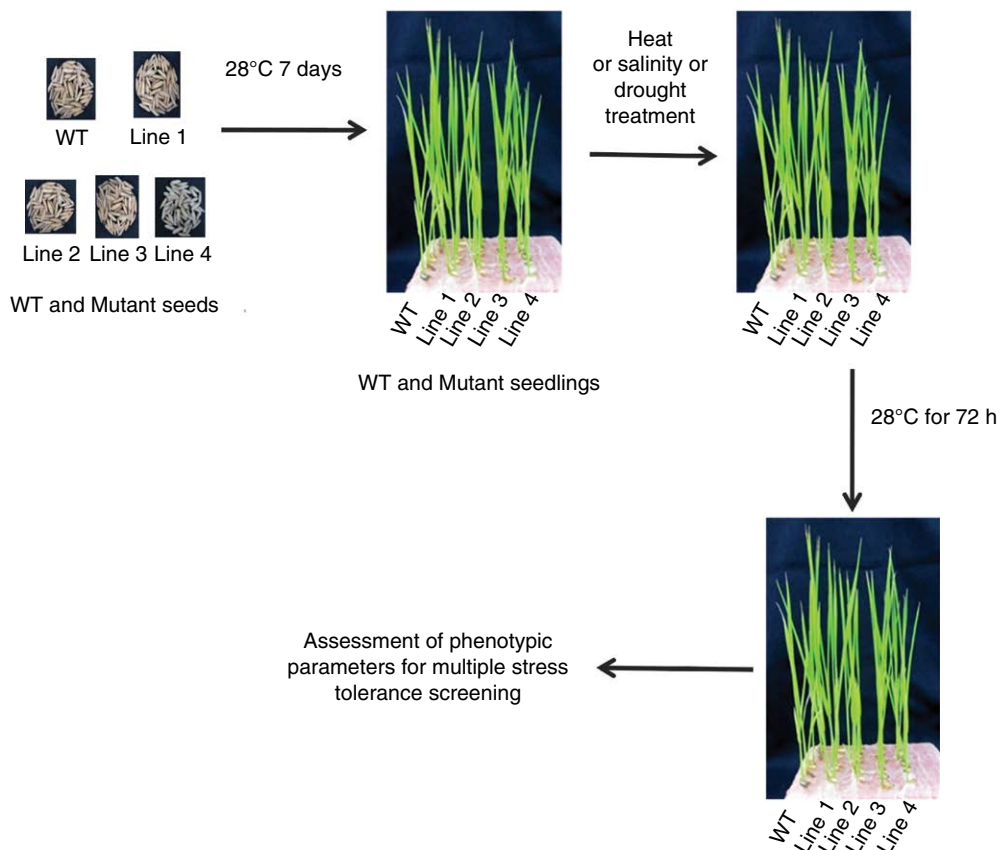 WT
Line 1
Line 2
Line 3
Line 4
WT and Mutant seeds
28°C 7 days
WT
Line 1
Line 2
Line 3
Line 4
WT and Mutant seedlings
Heat
or salinity or
drought
treatment
WT
Line 1
Line 2
Line 3
Line 4
28°C for 72 h
WT
Line 1
Line 2
Line 3
Line 4
Assessment of phenotypic
parameters for multiple stress
tolerance screening